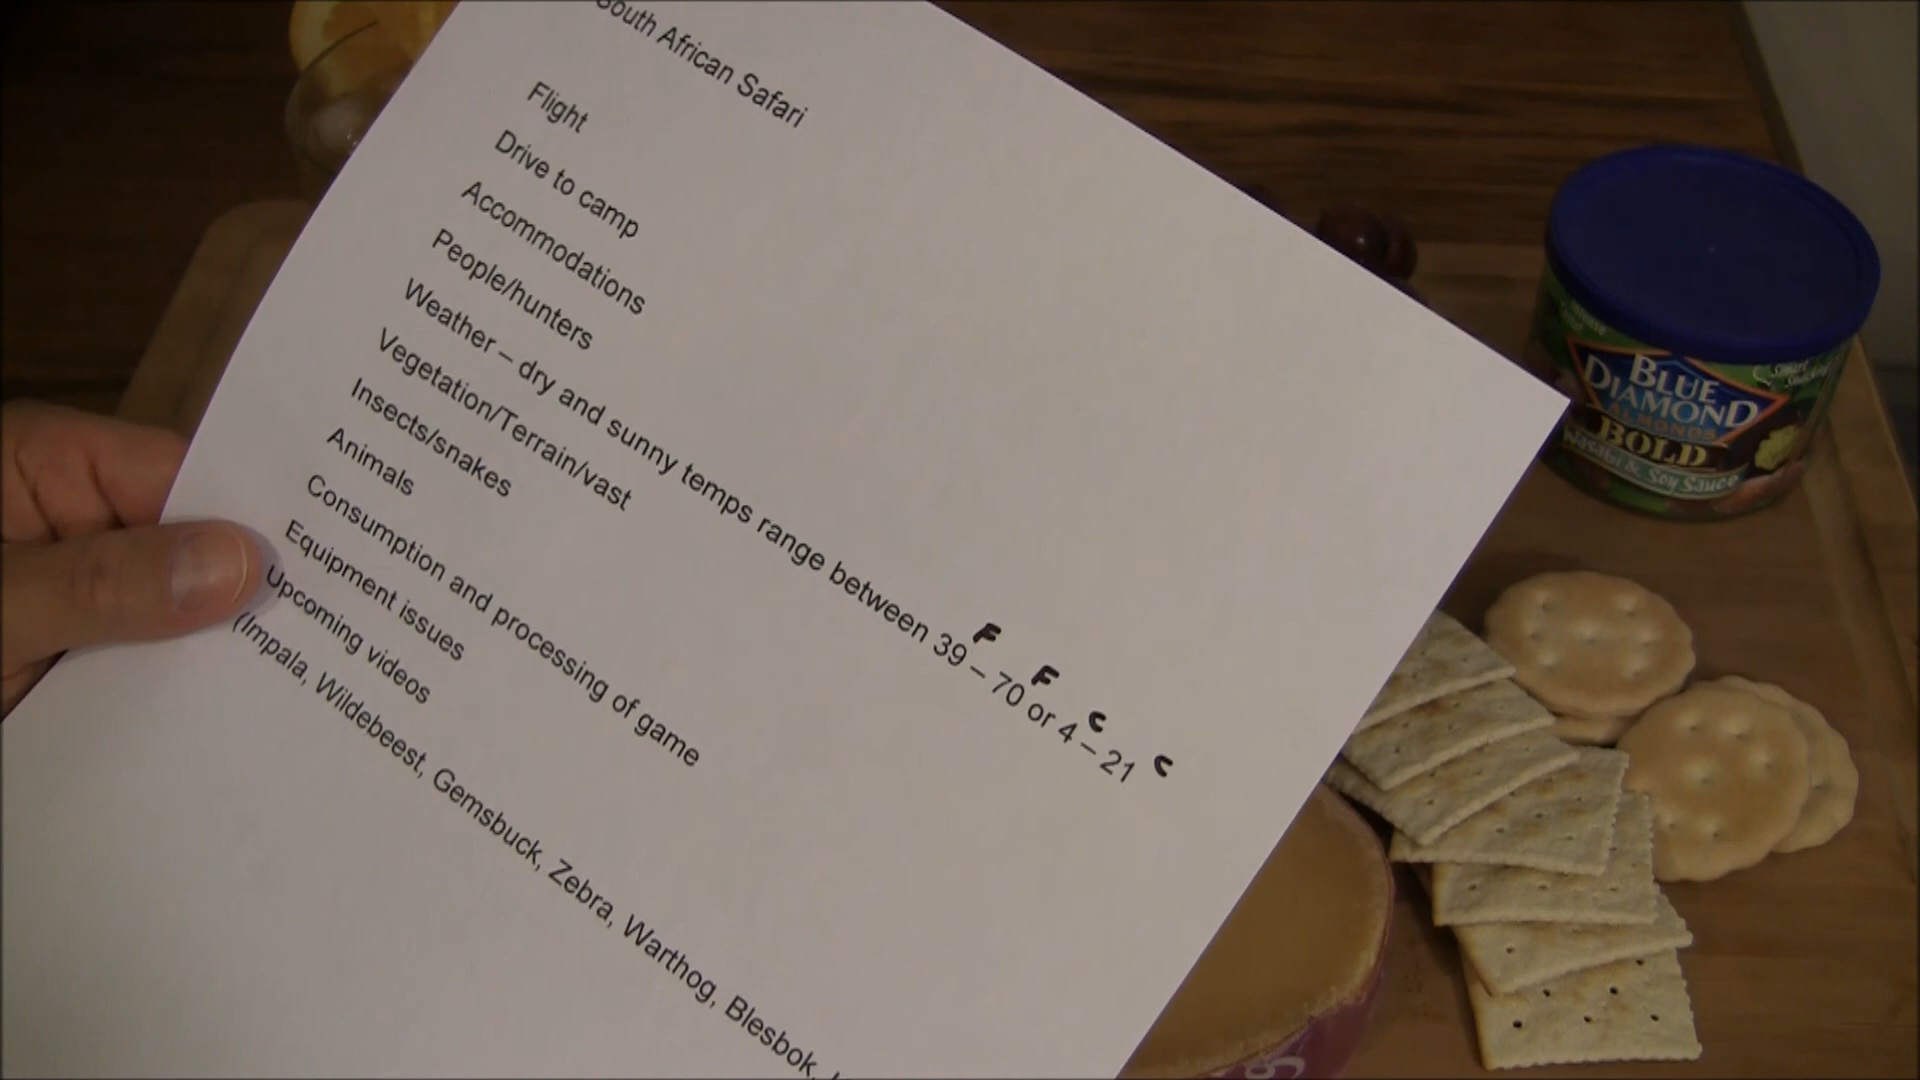 South African Safari
Flight
Drive to camp
Accommodations
People/hunters
Weather – dry and sunny temps range between 39 F – 70 F or 4 C – 21 C
Vegetation/Terrain/vast
Insects/snakes
Animals
Consumption and processing of game
Equipment issues
Upcoming videos
(Impala, Wildebeest, Gemsbuck, Zebra, Warthog, Blesbok,
BLUE
DIAMOND
ALMONDS
BOLD
Wasabi & Soy Sauce